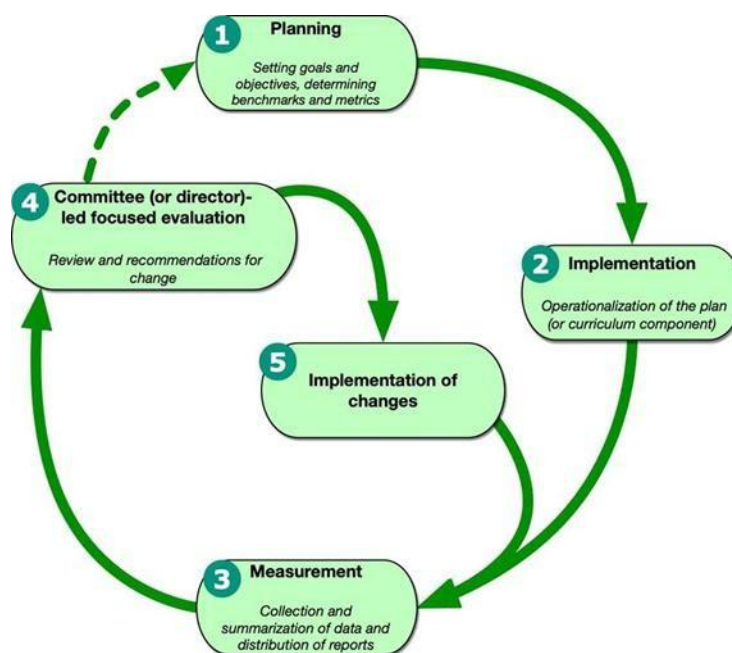 1
Planning
Setting goals and
objectives, determining
benchmarks and metrics
4
Committee (or director)-
led focused evaluation
Review and recommendations for
change
2
Implementation
Operationalization of the plan
(or curriculum component)
5
Implementation of
changes
3
Measurement
Collection and
summarization of data and
distribution of reports